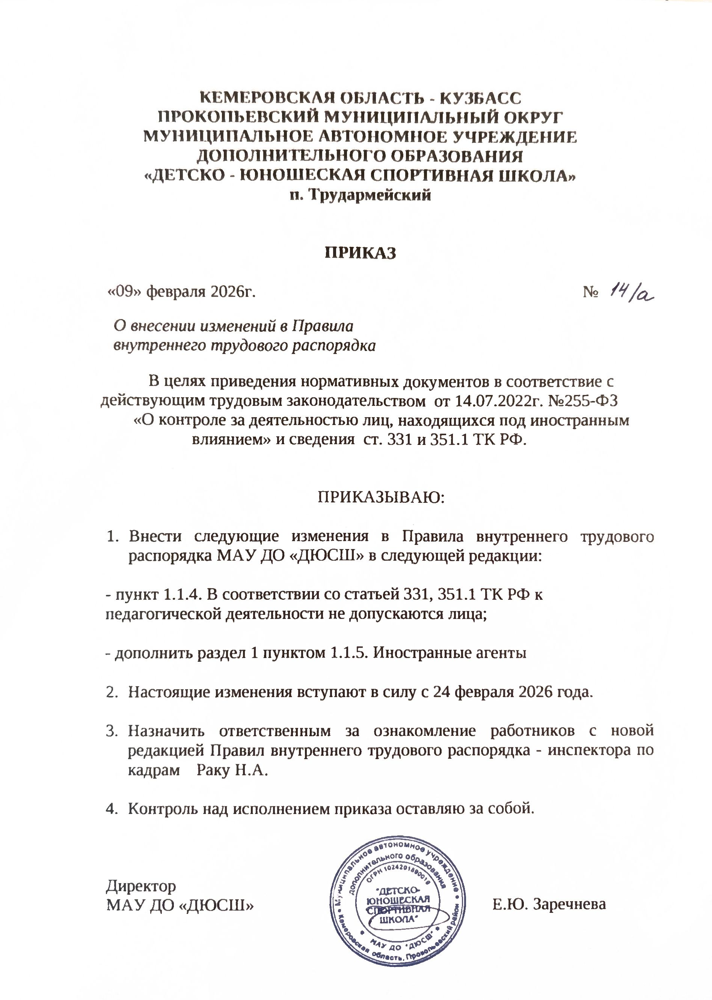 КЕМЕРОВСКАЯ ОБЛАСТЬ - КУЗБАСС
ПРОКОПЬЕВСКИЙ МУНИЦИПАЛЬНЫЙ ОКРУГ
МУНИЦИПАЛЬНОЕ АВТОНОМНОЕ УЧРЕЖДЕНИЕ
ДОПОЛНИТЕЛЬНОГО ОБРАЗОВАНИЯ
«ДЕТСКО - ЮНОШЕСКАЯ СПОРТИВНАЯ ШКОЛА»
п. Трудармейский
ПРИКАЗ
«09» февраля 2026г. № 14/а
О внесении изменений в Правила
внутреннего трудового распорядка
В целях приведения нормативных документов в соответствие с
действующим трудовым законодательством от 14.07.2022г. №255-ФЗ
«О контроле за деятельностью лиц, находящихся под иностранным
влиянием» и сведения ст. 331 и 351.1 ТК РФ.
ПРИКАЗЫВАЮ:
1. Внести следующие изменения в Правила внутреннего трудового
распорядка МАУ ДО «ДЮСШ» в следующей редакции:
- пункт 1.1.4. В соответствии со статьей 331, 351.1 ТК РФ к
педагогической деятельности не допускаются лица;
- дополнить раздел 1 пунктом 1.1.5. Иностранные агенты
2. Настоящие изменения вступают в силу с 24 февраля 2026 года.
3. Назначить ответственным за ознакомление работников с новой
редакцией Правил внутреннего трудового распорядка - инспектора по
кадрам Раку Н.А.
4. Контроль над исполнением приказа оставляю за собой.
Директор
МАУ ДО «ДЮСШ» Е.Ю. Заречнева
Муниципальное автономное учреждение
дополнительного образования
ОГРН
"ДЕТСКО-
ЮНОШЕСКАЯ
СПОРТИВНАЯ
ШКОЛА"
МАУ ДО "ДЮСШ"
Кемеровская область, Прокопьевский район